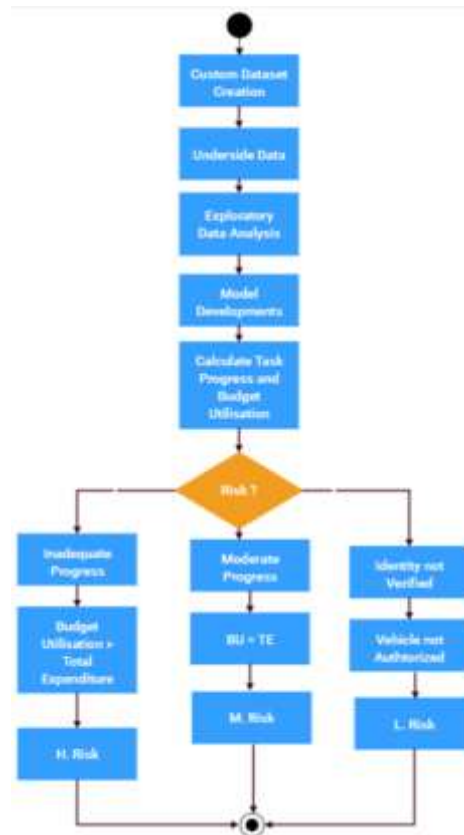 Custom Dataset
Creation
Underside Data
Exploratory
Data Analysis
Model
Developments
Calculate Task
Progress and
Budget
Utilisation
Risk ?
Inadequate
Progress
Budget
Utilisation >
Total
Expenditure
H. Risk
Moderate
Progress
BU = TE
M. Risk
Identity not
Verified
Vehicle not
Authtorized
L. Risk